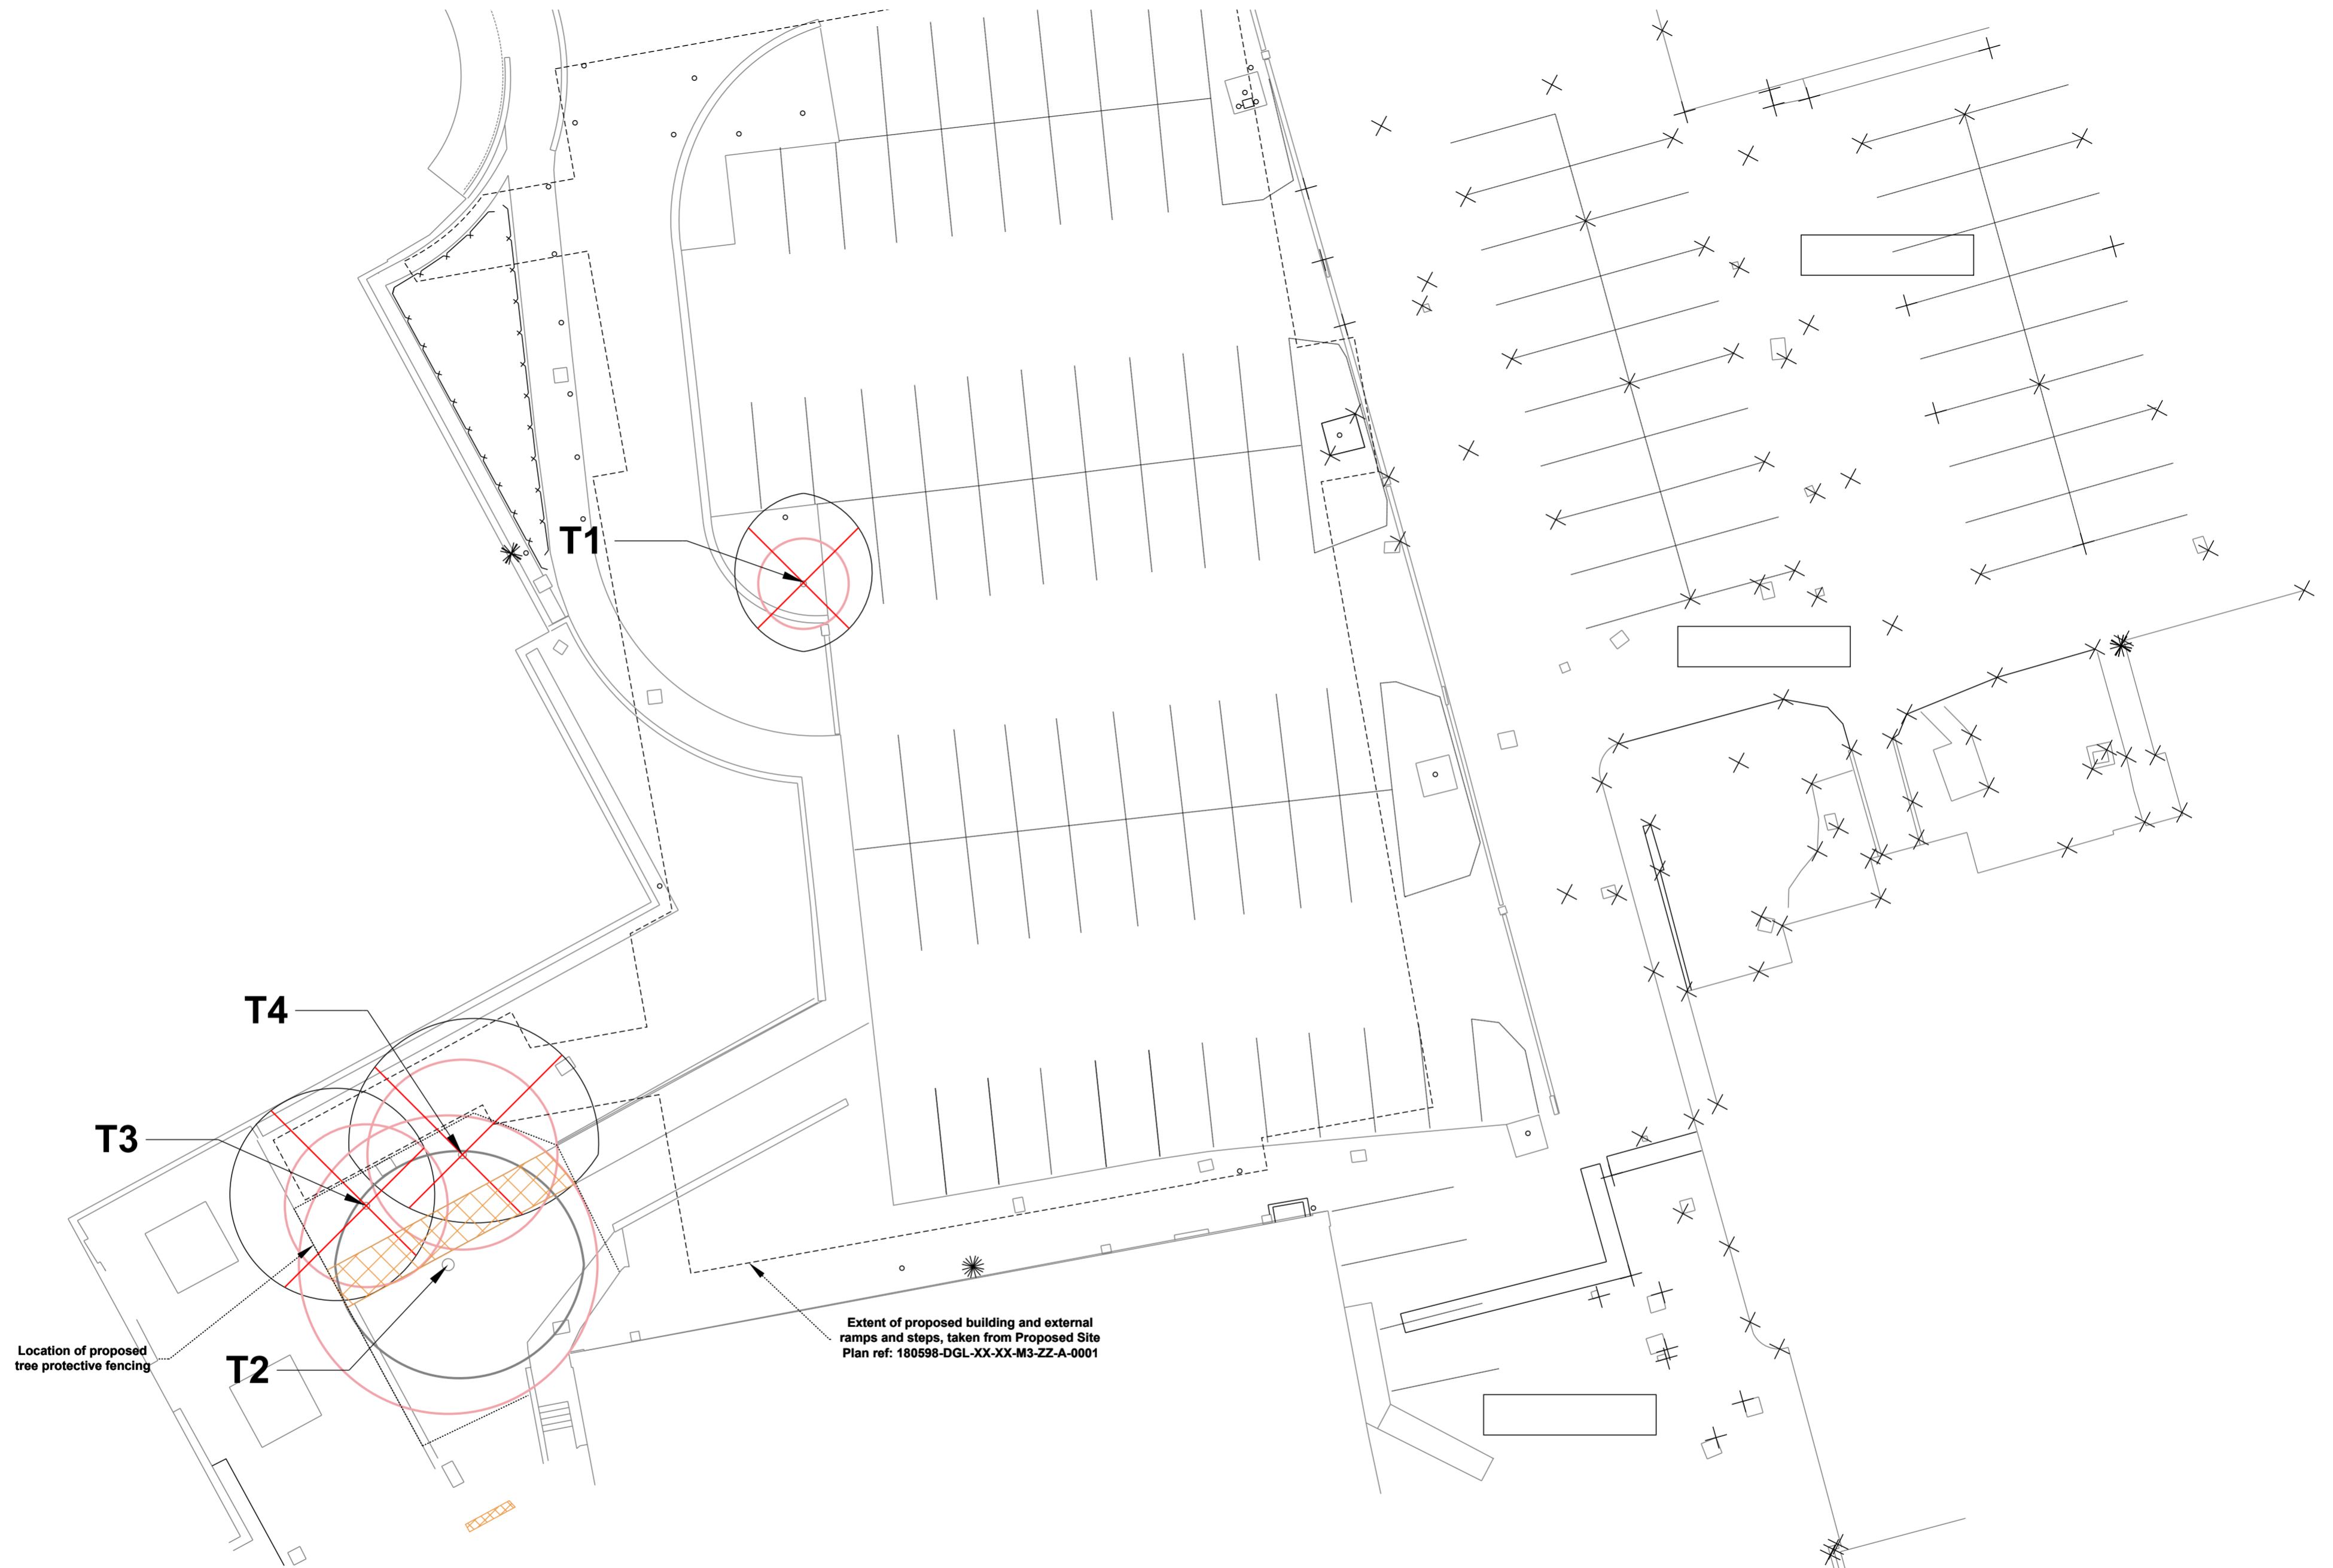 T1
T4
T3
Location of proposed
tree protective fencing
T2
Extent of proposed building and external
ramps and steps, taken from Proposed Site
Plan ref: 180598-DGL-XX-XX-M3-ZZ-A-0001